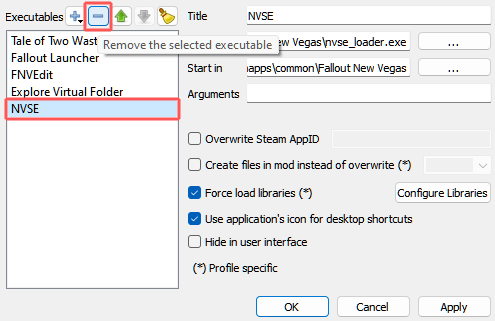 Executables
Title
NVSE
Tale of Two Wast
Remove the selected executable
Fallout Launcher
FNVEdit
Explore Virtual Folder
NVSE
New Vegas\nvse_loader.exe
...
Start in
apps\common\Fallout New Vegas
...
Arguments
Overwrite Steam AppID
Create files in mod instead of overwrite (*)
Force load libraries (*)
Configure Libraries
Use application's icon for desktop shortcuts
Hide in user interface
(*) Profile specific
OK
Cancel
Apply